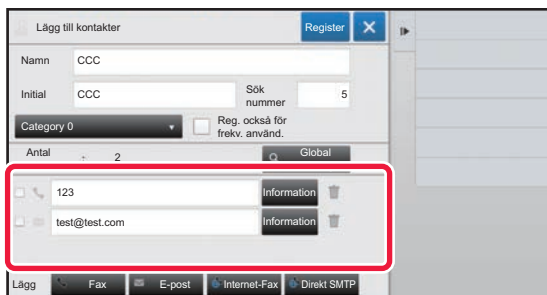 Lägg till kontakter
Register
Namn
CCC
Initial
CCC
Sök
nummer
5
Category 0
Reg. också för
frekv. använd.
Antal
2
Global
123
Information
test@test.com
Information
Lägg
Fax
E-post
Internet-Fax
Direkt SMTP